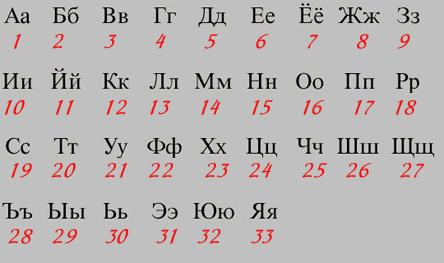 Аа Бб Вв Гг Дд Ее Ёё Жж Зз
1 2 3 4 5 6 7 8 9
Ии Йй Кк Лл Мм Нн Оо Пп Рр
10 11 12 13 14 15 16 17 18
Сс Тт Уу Фф Хх Цц Чч Шш Щщ
19 20 21 22 23 24 25 26 27
Ъъ Ыы Ьь Ээ Юю Яя
28 29 30 31 32 33